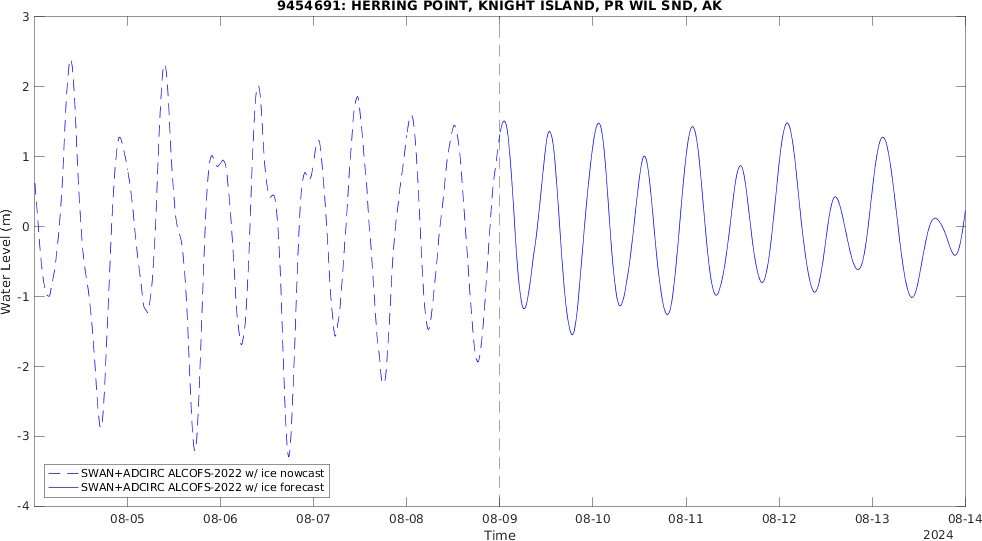 9454691: HERRING POINT, KNIGHT ISLAND, PR WIL SND, AK
3
2
1
0
-1
-2
-3
-4
Water Level (m)
SWAN+ADCIRC ALCOFS-2022 w/ ice nowcast
SWAN+ADCIRC ALCOFS-2022 w/ ice forecast
08-05 08-06 08-07 08-08 08-09 08-10 08-11 08-12 08-13 08-14
Time
2024